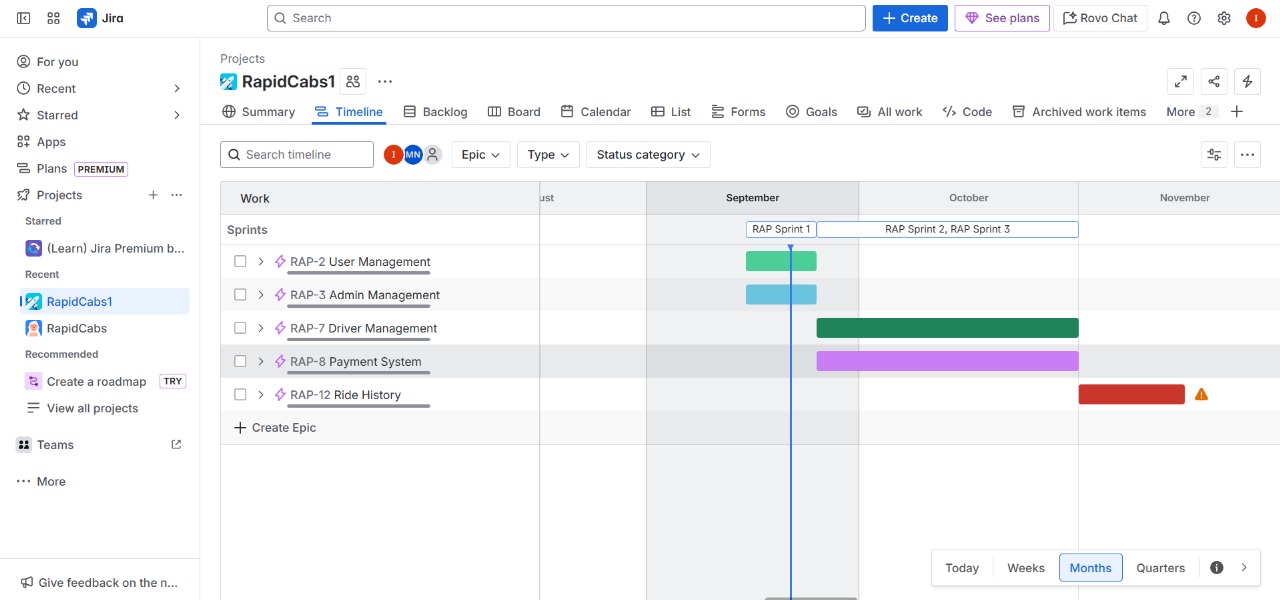 Jira
Search
Create
See plans
Rovo Chat
I
For you
Recent
Starred
Apps
Plans PREMIUM
Projects
Starred
(Learn) Jira Premium b...
Recent
RapidCabs1
RapidCabs
Recommended
Create a roadmap TRY
View all projects
Teams
More
Give feedback on the n...
Projects
RapidCabs1
Summary Timeline Backlog Board Calendar List Forms Goals All work Code Archived work items More 2
Search timeline I MN Epic Type Status category
Work ust September October November
Sprints RAP Sprint 1 RAP Sprint 2, RAP Sprint 3
RAP-2 User Management
RAP-3 Admin Management
RAP-7 Driver Management
RAP-8 Payment System
RAP-12 Ride History
Create Epic
Today Weeks Months Quarters